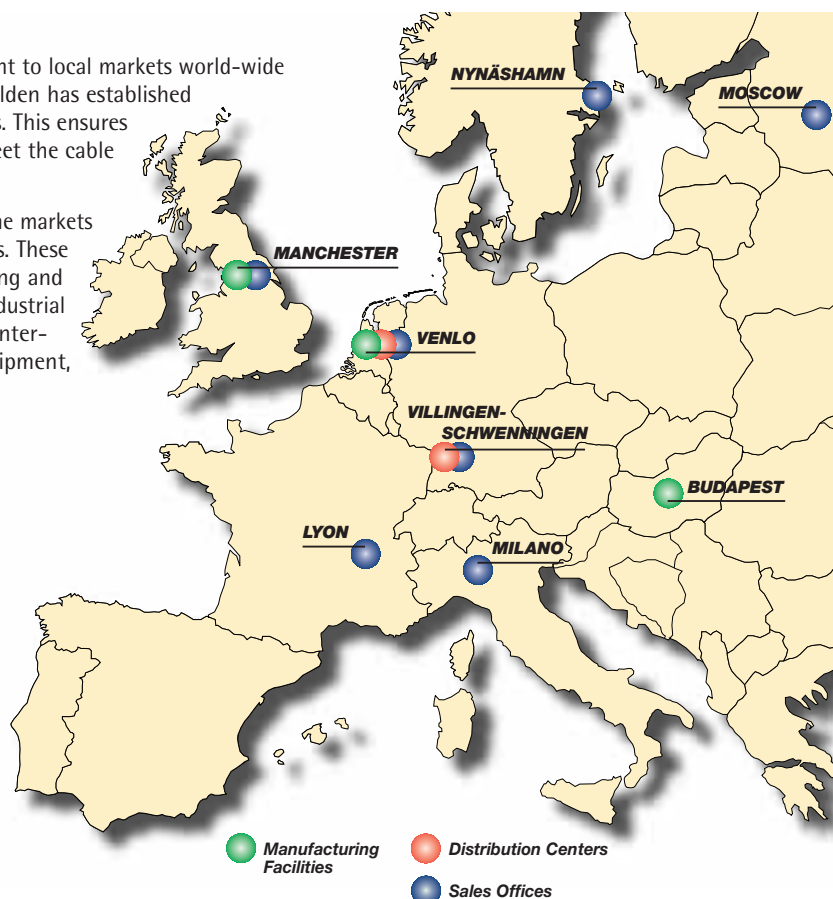 nt to local markets world-wide
lden has established
s. This ensures
eet the cable
ne markets
s. These
ng and
dustrial
nter-
ipment,
NYNÄSHAMN
MOSCOW
MANCHESTER
VENLO
VILLINGEN-
SCHWENNINGEN
BUDAPEST
LYON
MILANO
Manufacturing
Facilities
Distribution Centers
Sales Offices